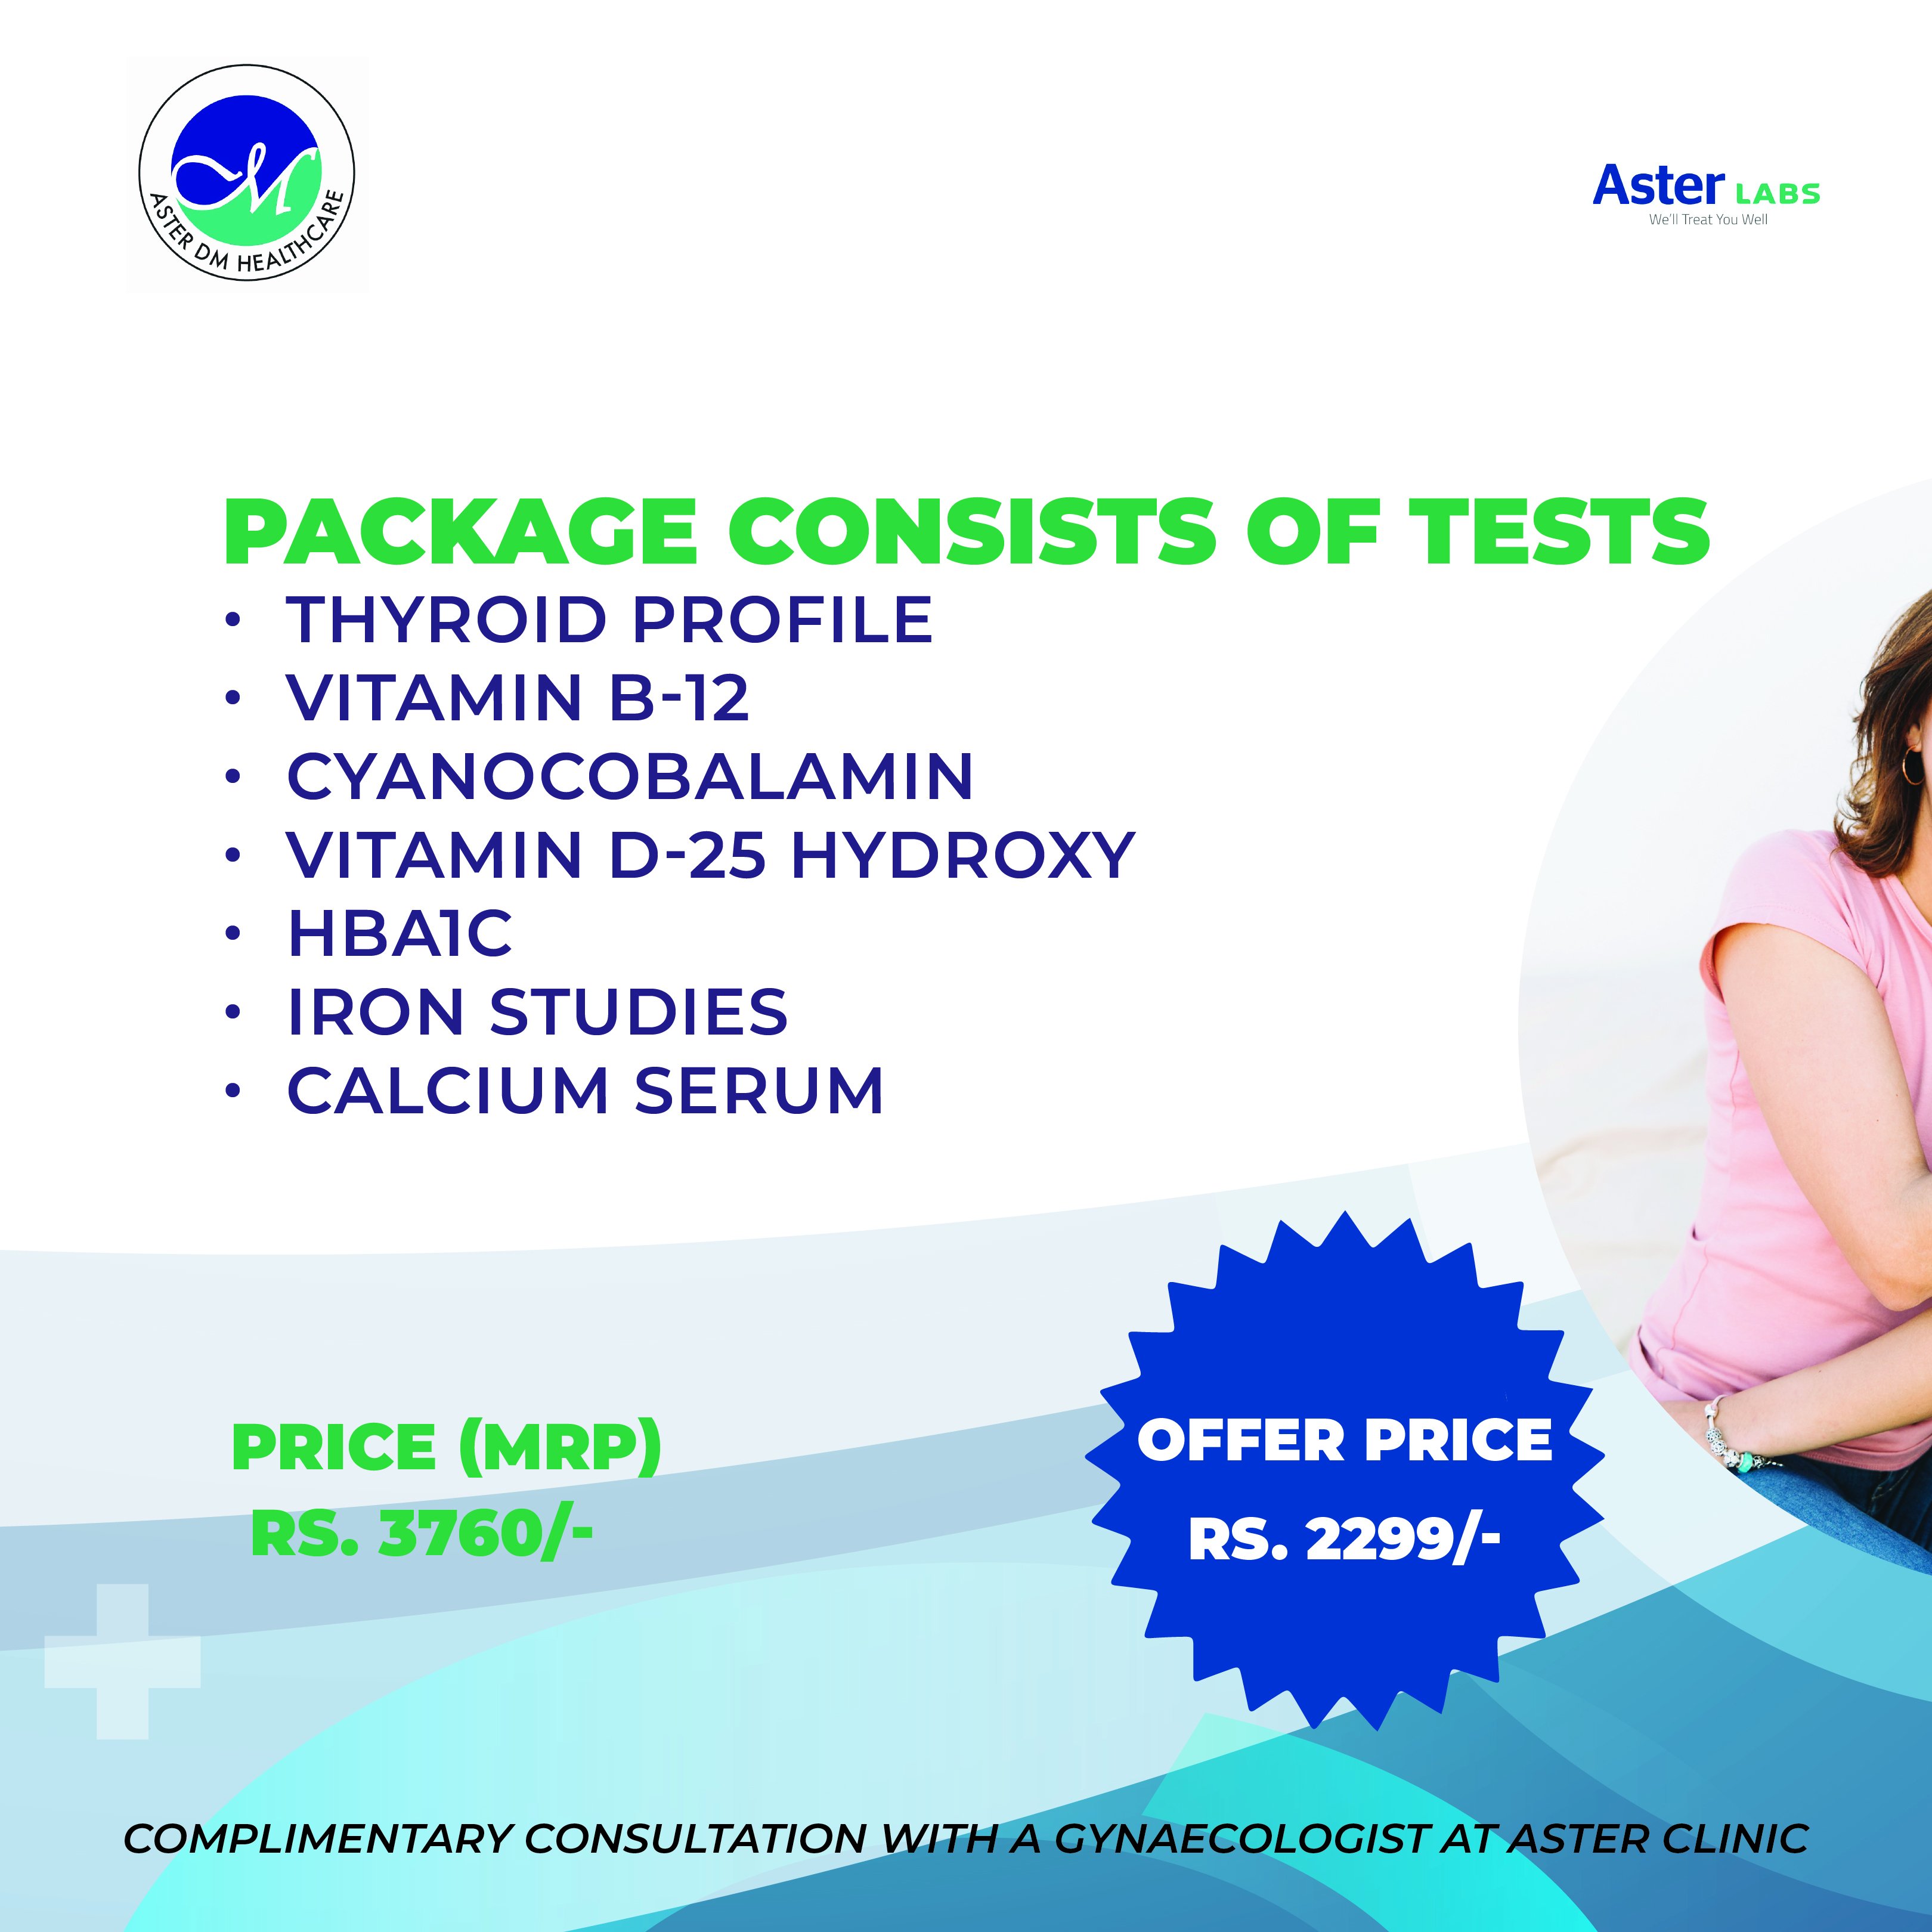 ASTER DM HEALTHCARE
Aster LABS
We'll Treat You Well
PACKAGE CONSISTS OF TESTS
• THYROID PROFILE
• VITAMIN B-12
• CYANOCOBALAMIN
• VITAMIN D-25 HYDROXY
• HBA1C
• IRON STUDIES
• CALCIUM SERUM
PRICE (MRP)
RS. 3760/-
OFFER PRICE
RS. 2299/-
COMPLIMENTARY CONSULTATION WITH A GYNAECOLOGIST AT ASTER CLINIC